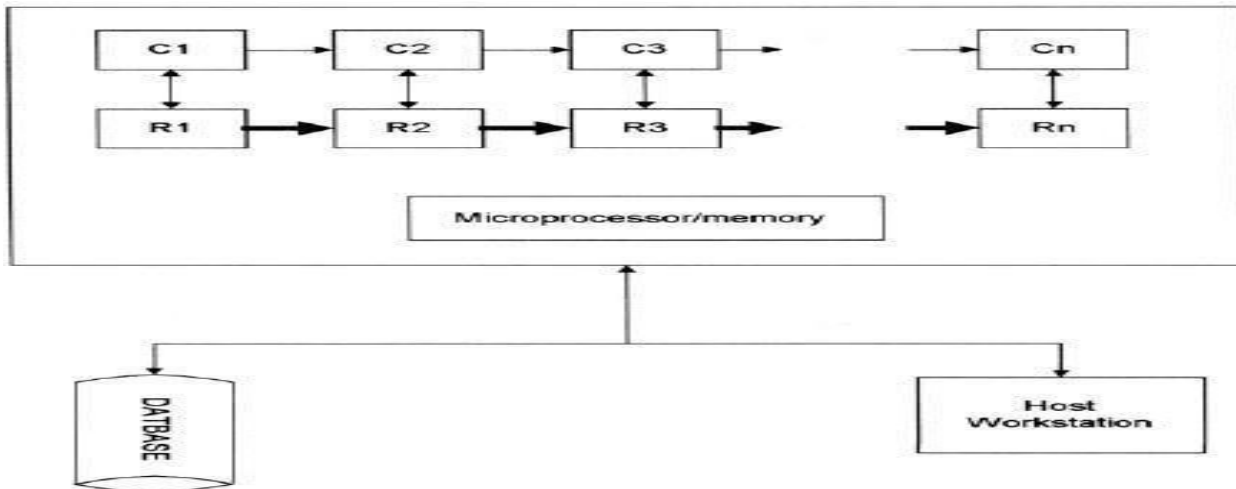 C1
C2
C3
Cn
R1
R2
R3
Rn
Microprocessor/memory
DATBASE
Host
Workstation